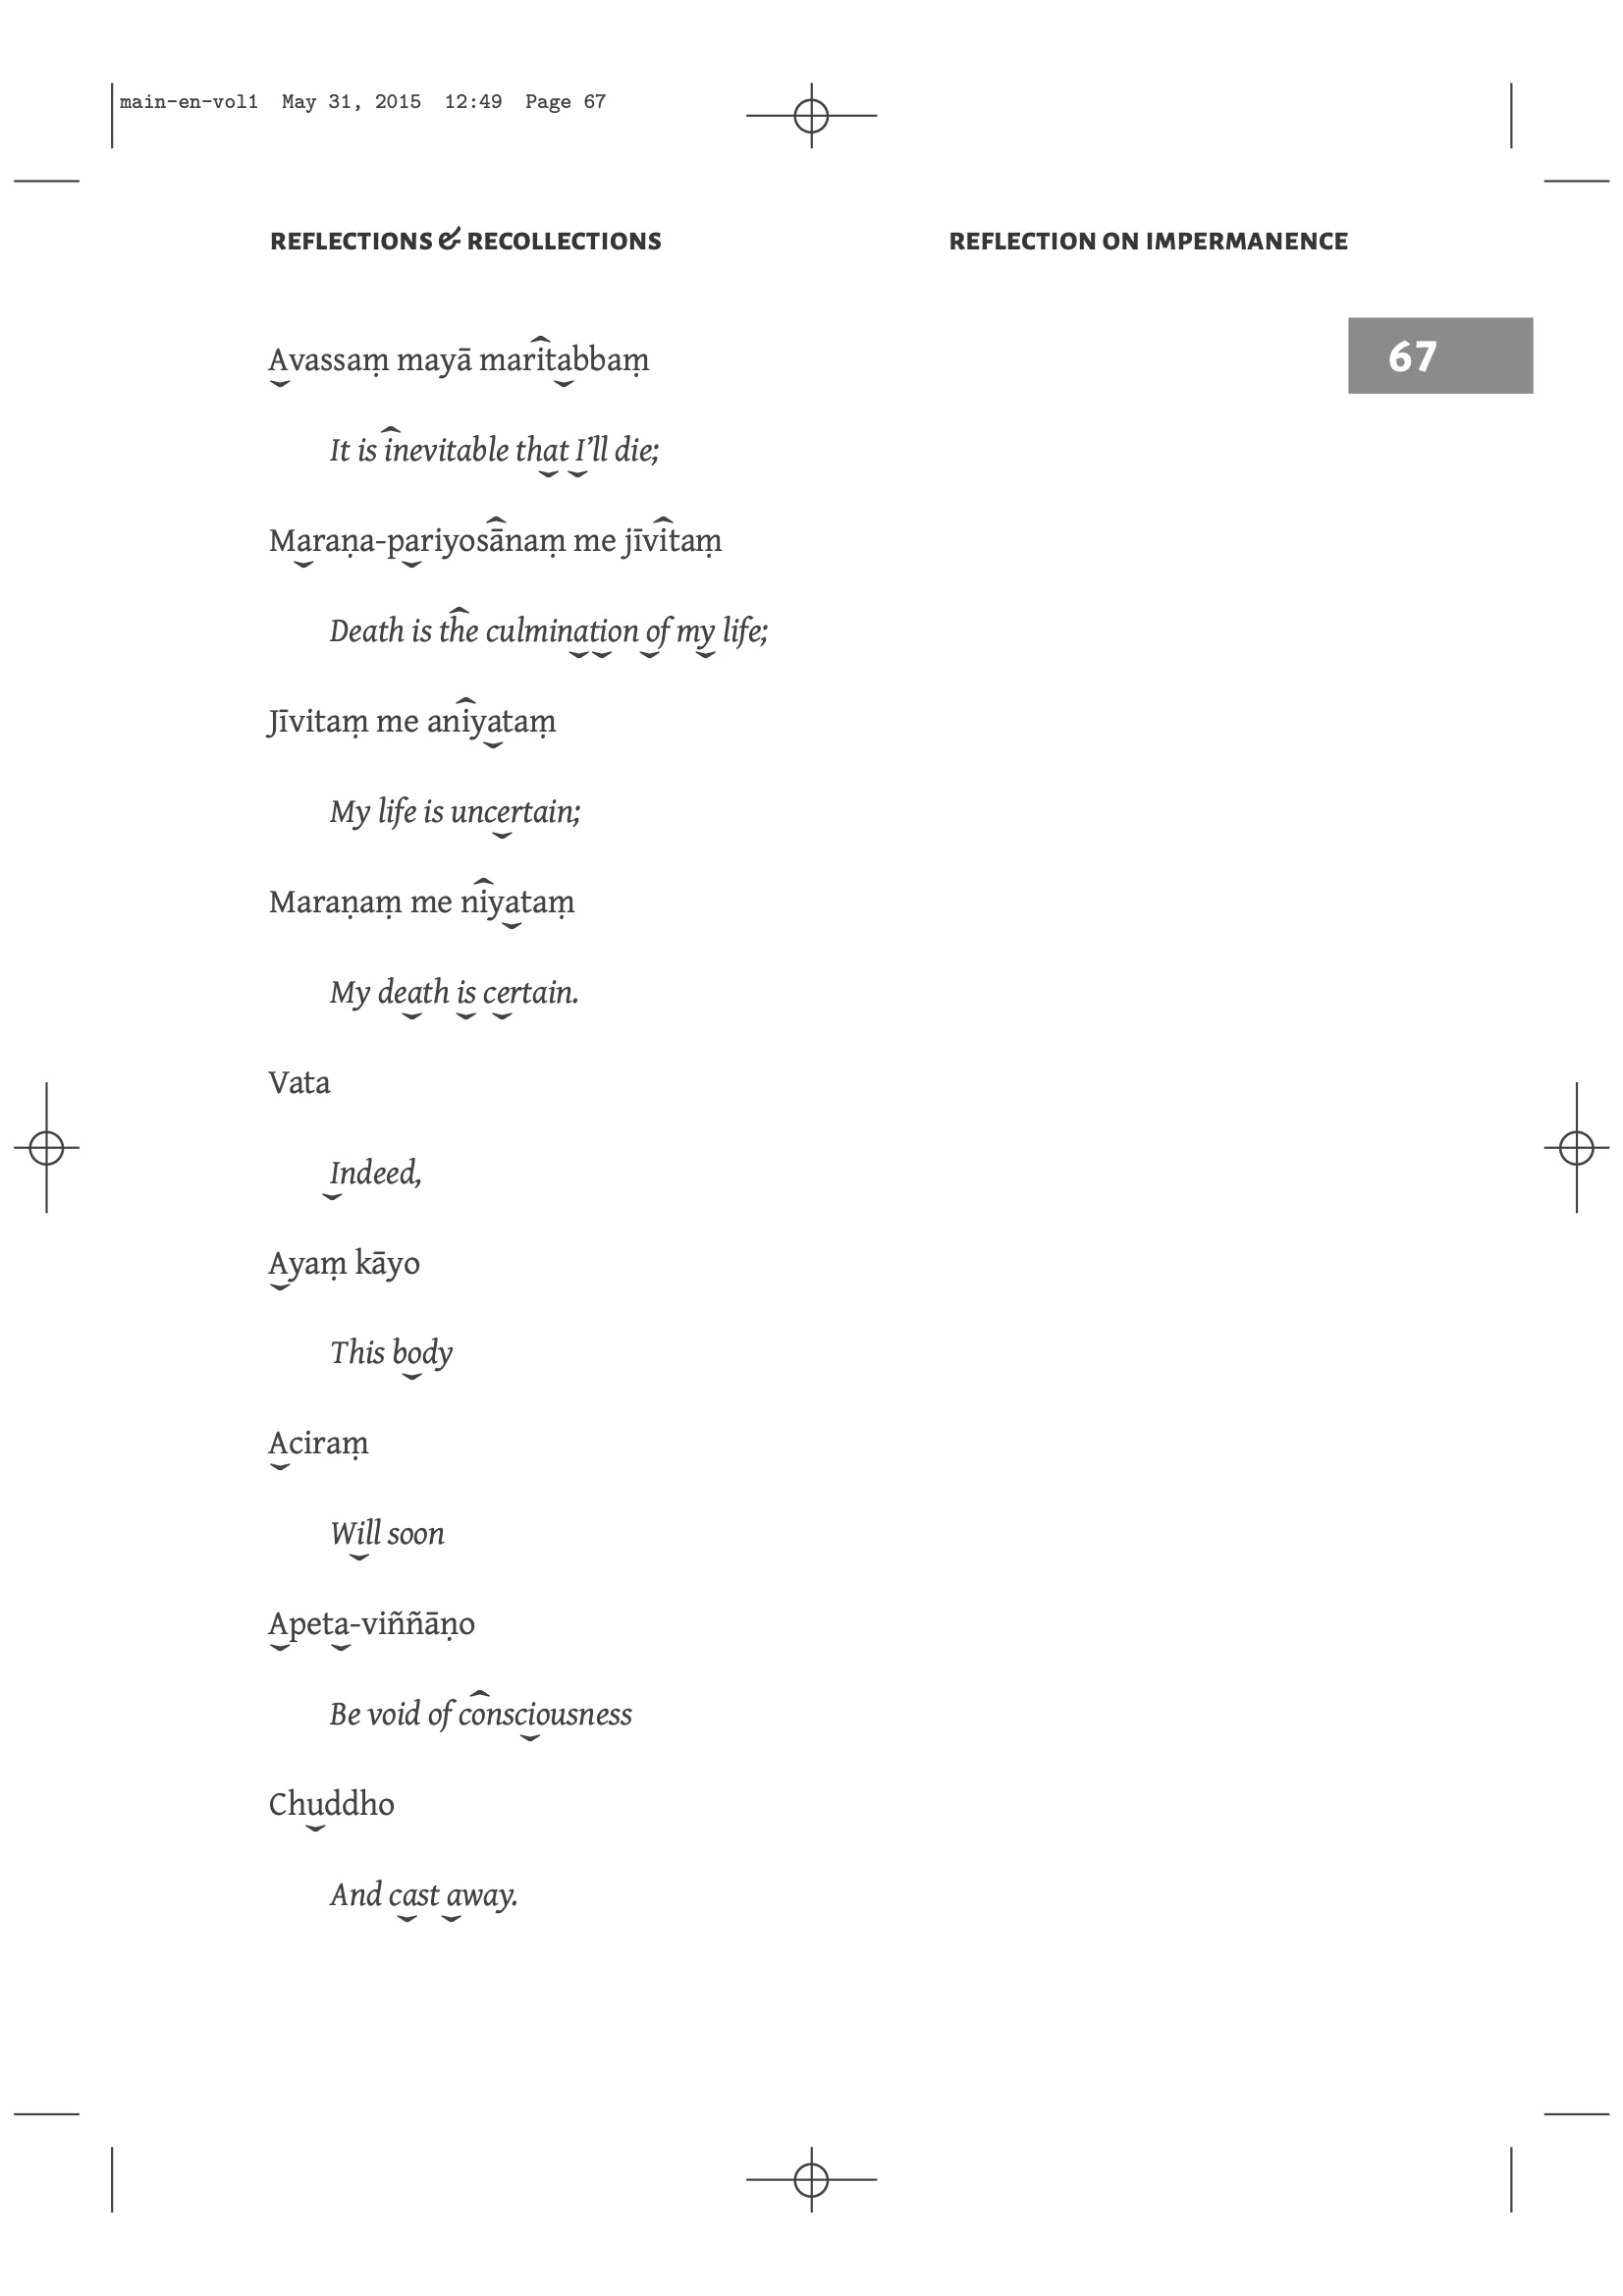 main-en-vol1 May 31, 2015 12:49 Page 67
REFLECTIONS & RECOLLECTIONS REFLECTION ON IMPERMANENCE
67
Avassaṃ mayā maritabbaṃ
It is inevitable that I’ll die;
Maraṇa-pariyosānaṃ me jīvitaṃ
Death is the culmination of my life;
Jīvitaṃ me aniyataṃ
My life is uncertain;
Maraṇaṃ me niyataṃ
My death is certain.
Vata
Indeed,
Ayaṃ kāyo
This body
Aciraṃ
Will soon
Apeta-viññāṇo
Be void of consciousness
Chuddho
And cast away.